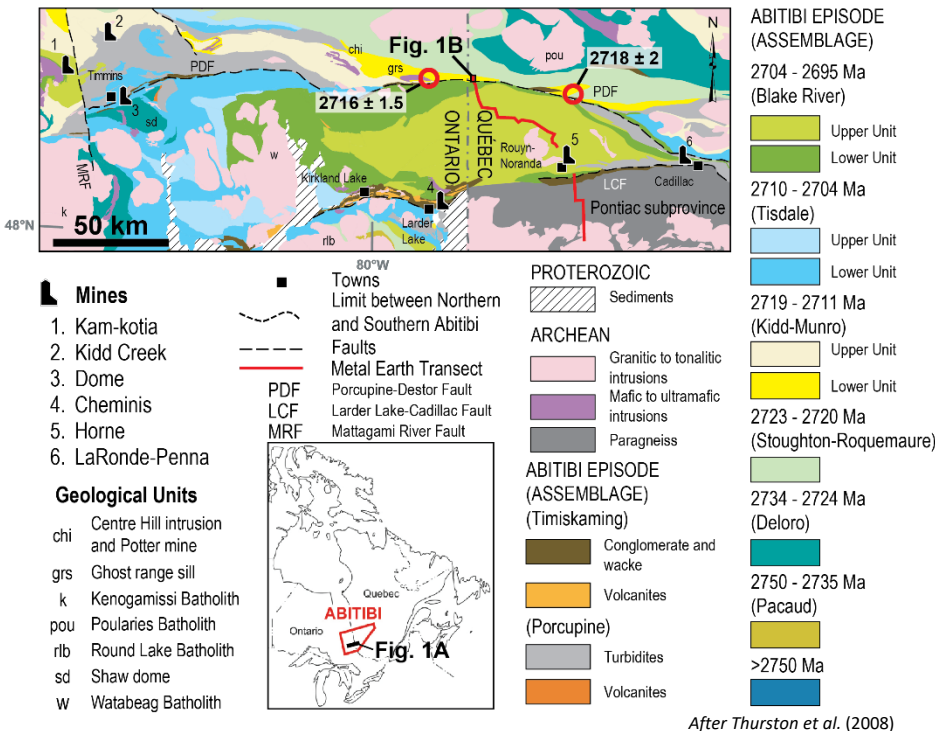 1
2
Timmins
3
sd
MRF
k
PDF
chi
grs
Fig. 1B
2716 ± 1.5
2718 ± 2
pou
PDF
N
ONTARIO
QUÉBEC
w
Kirkland Lake
4
Larder
Lake
rlb
Rouyn-
Noranda
5
6
LCF
Cadillac
Pontiac subprovince
48°N
50 km
80°W
Mines
1. Kam-kotia
2. Kidd Creek
3. Dome
4. Cheminis
5. Horne
6. LaRonde-Penna
Geological Units
chi Centre Hill intrusion
and Potter mine
grs Ghost range sill
k Kenogamissi Batholith
pou Poularies Batholith
rlb Round Lake Batholith
sd Shaw dome
w Watabeag Batholith
Towns
Limit between Northern
and Southern Abitibi
Faults
Metal Earth Transect
PDF Porcupine-Destor Fault
LCF Larder Lake-Cadillac Fault
MRF Mattagami River Fault
Quebec
Ontario
ABITIBI
Fig. 1A
PROTEROZOIC
Sediments
ARCHEAN
Granitic to tonalitic
intrusions
Mafic to ultramafic
intrusions
Paragneiss
ABITIBI EPISODE
(ASSEMBLAGE)
(Timiskaming)
Conglomerate and
wacke
Volcanites
(Porcupine)
Turbidites
Volcanites
ABITIBI EPISODE
(ASSEMBLAGE)
2704 - 2695 Ma
(Blake River)
Upper Unit
Lower Unit
2710 - 2704 Ma
(Tisdale)
Upper Unit
Lower Unit
2719 - 2711 Ma
(Kidd-Munro)
Upper Unit
Lower Unit
2723 - 2720 Ma
(Stoughton-Roquemaure)
2734 - 2724 Ma
(Deloro)
2750 - 2735 Ma
(Pacaud)
>2750 Ma
After Thurston et al. (2008)